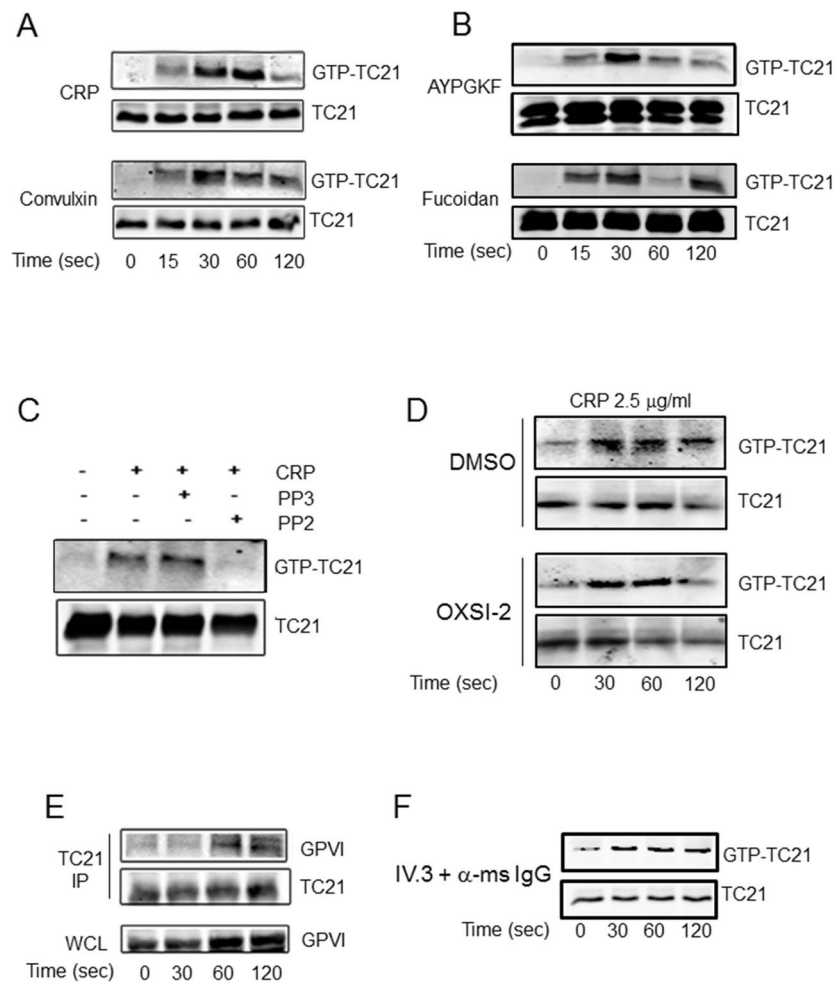 A
CRP
GTP-TC21
TC21
Convulxin
GTP-TC21
TC21
Time (sec) 0 15 30 60 120
B
AYPGKF
GTP-TC21
TC21
Fucoidan
GTP-TC21
TC21
Time (sec) 0 15 30 60 120
C
- + + + CRP
- - + - PP3
- - - + PP2
GTP-TC21
TC21
D
CRP 2.5 μg/ml
DMSO
GTP-TC21
TC21
OXSI-2
GTP-TC21
TC21
Time (sec) 0 30 60 120
E
TC21
IP
GPVI
TC21
WCL
GPVI
Time (sec) 0 30 60 120
F
IV.3 + α-ms IgG
GTP-TC21
TC21
Time (sec) 0 30 60 120